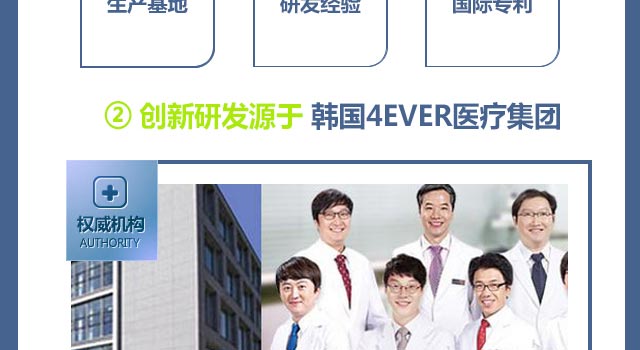 生产基地
研发经验
国际专利
② 创新研发源于 韩国4EVER医疗集团
权威机构
AUTHORITY